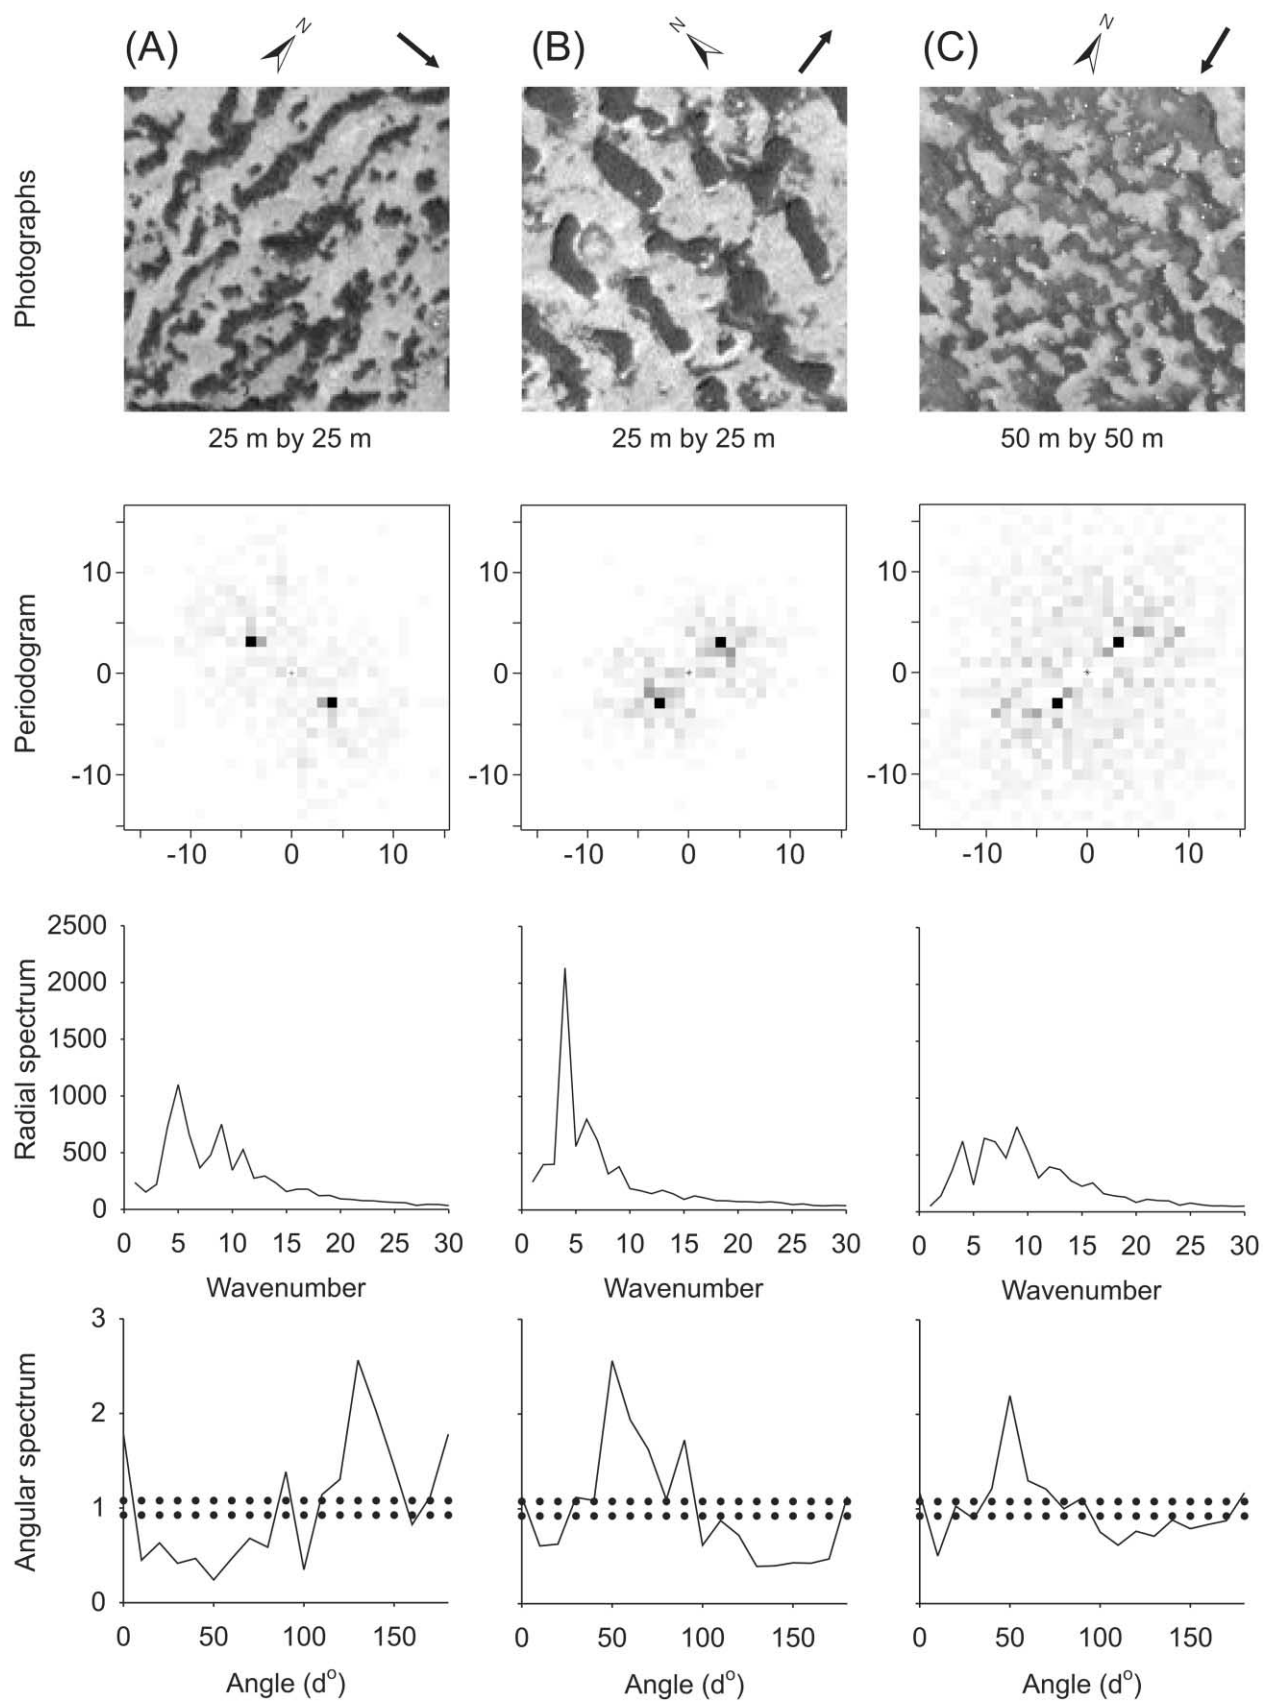 (A) N (B) N (C) N
Photographs
25 m by 25 m 25 m by 25 m 50 m by 50 m
Periodogram
10 10 10
0 0 0
-10 -10 -10
-10 0 10 -10 0 10 -10 0 10
Radial spectrum
2500
2000
1500
1000
500
0
0 5 10 15 20 25 30 0 5 10 15 20 25 30 0 5 10 15 20 25 30
Wavenumber Wavenumber Wavenumber
Angular spectrum
3
2
1
0
0 50 100 150 0 50 100 150 0 50 100 150
Angle (dº) Angle (dº) Angle (dº)